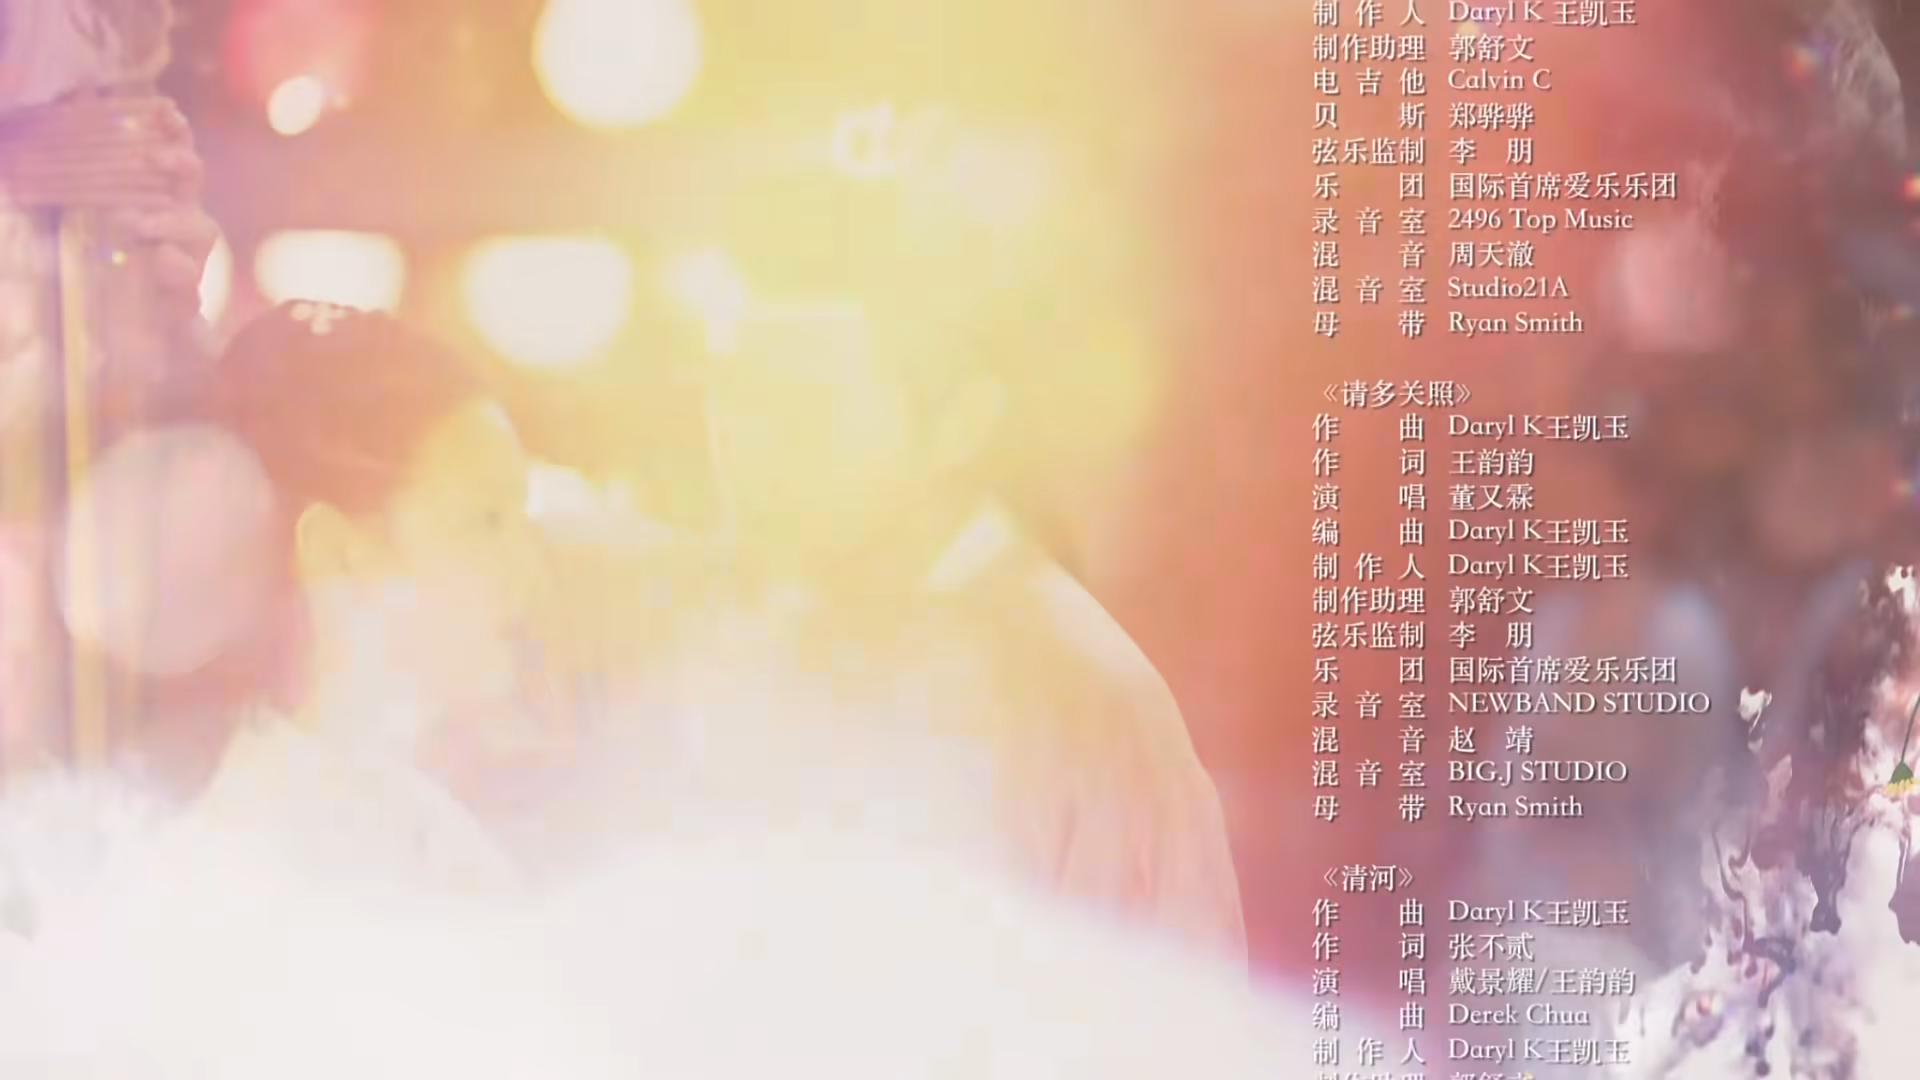 制作人 Daryl K 王凯玉
制作助理 郭舒文
电吉他 Calvin C
贝斯 郑骅骅
弦乐监制 李朋
乐团 国际首席爱乐乐团
录音室 2496 Top Music
混音 周天澈
混音室 Studio21A
母带 Ryan Smith
《请多关照》
作曲 Daryl K王凯玉
作词 王韵韵
演唱 董又霖
编曲 Daryl K王凯玉
制作人 Daryl K王凯玉
制作助理 郭舒文
弦乐监制 李朋
乐团 国际首席爱乐乐团
录音室 NEWBAND STUDIO
混音 赵靖
混音室 BIG.J STUDIO
母带 Ryan Smith
《清河》
作曲 Daryl K王凯玉
作词 张不贰
演唱 戴景耀/王韵韵
编曲 Derek Chua
制作人 Daryl K王凯玉